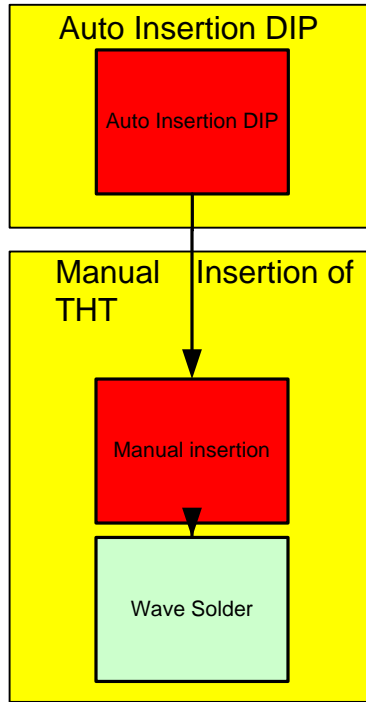 Auto Insertion DIP
Auto Insertion DIP
Manual Insertion of
THT
Manual insertion
Wave Solder